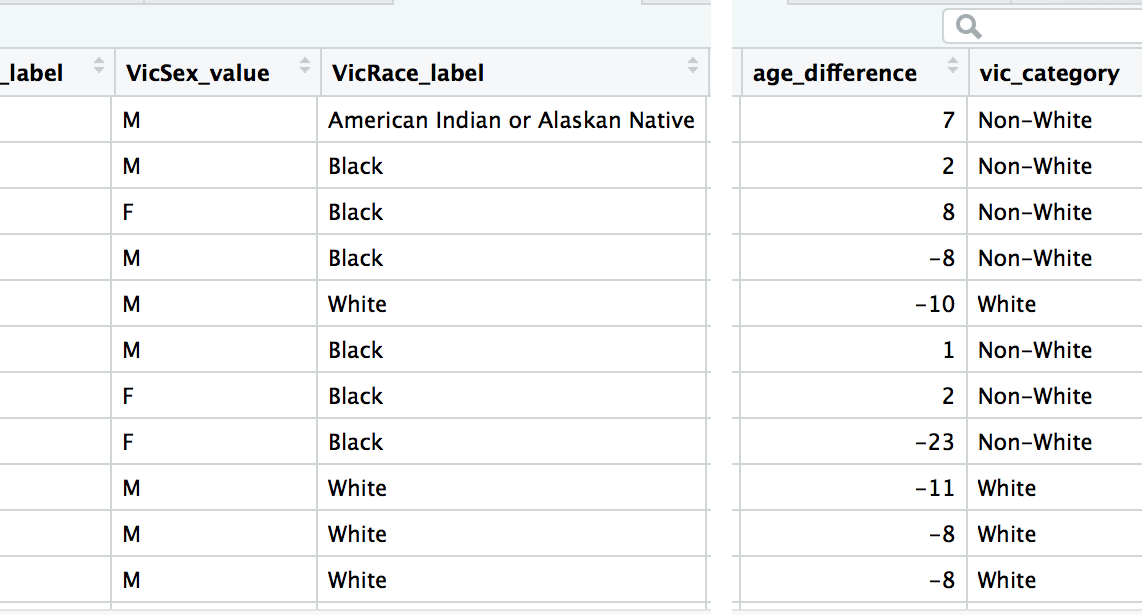 _label VicSex_value VicRace_label age_difference vic_category
M American Indian or Alaskan Native 7 Non-White
M Black 2 Non-White
F Black 8 Non-White
M Black -8 Non-White
M White -10 White
M Black 1 Non-White
F Black 2 Non-White
F Black -23 Non-White
M White -11 White
M White -8 White
M White -8 White